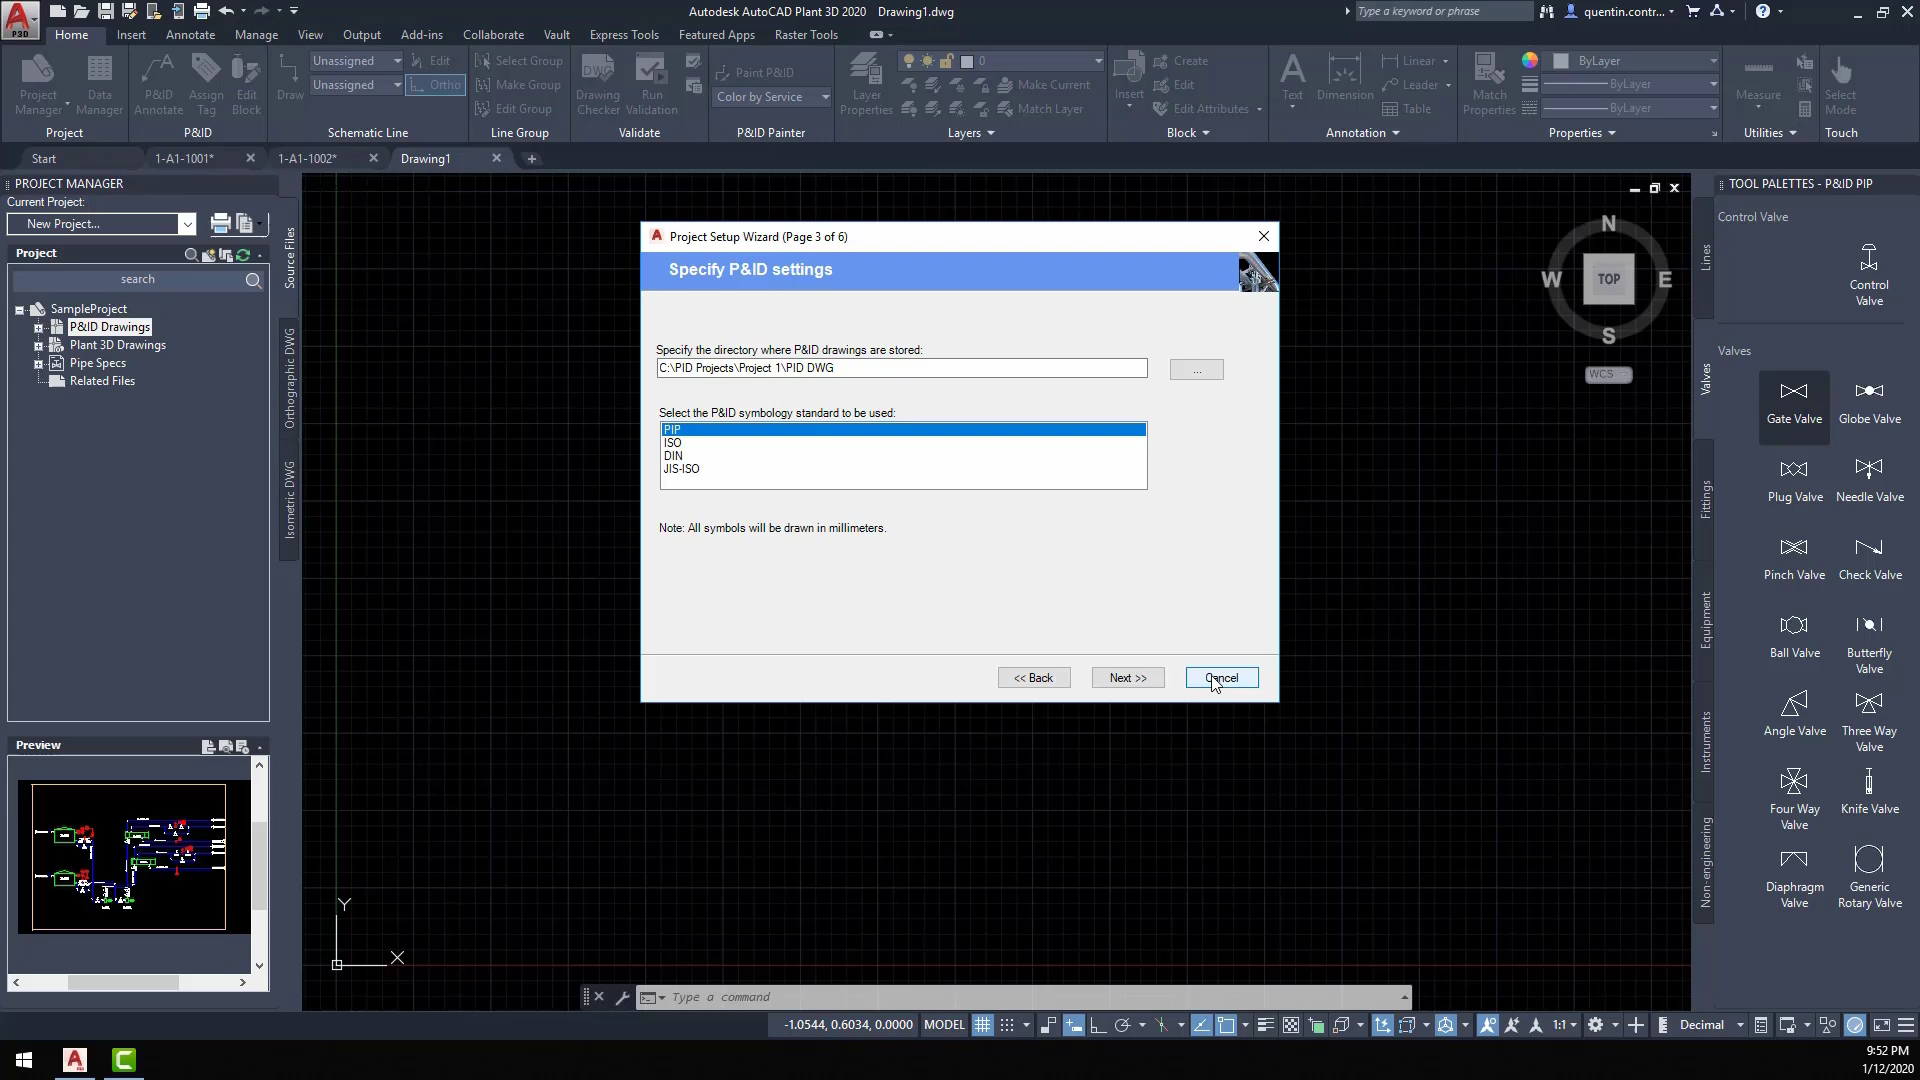 Autodesk AutoCAD Plant 3D 2020 Drawing1.dwg
Type a keyword or phrase
quentin.contr...
P3D
Home Insert Annotate Manage View Output Add-ins Collaborate Vault Express Tools Featured Apps Raster Tools
Project Manager
Data Manager
Project
P&ID Annotate
Assign Tag
Edit Block
P&ID
Draw
Unassigned
Unassigned
Edit
Ortho
Schematic Line
Select Group
Make Group
Edit Group
Line Group
DWG
Drawing Checker
Run Validation
Validate
Paint P&ID
Color by Service
P&ID Painter
Layer Properties
0
Make Current
Match Layer
Layers
Insert
Create
Edit
Edit Attributes
Block
Text
Dimension
Linear
Leader
Table
Annotation
Match Properties
ByLayer
ByLayer
ByLayer
Properties
Measure
Utilities
Select Mode
Touch
Start 1-A1-1001* 1-A1-1002* Drawing1
PROJECT MANAGER
Current Project:
New Project...
Project
search
SampleProject
P&ID Drawings
Plant 3D Drawings
Pipe Specs
Related Files
Source Files
Orthographic DWG
Isometric DWG
Preview
Project Setup Wizard (Page 3 of 6)
Specify P&ID settings
Specify the directory where P&ID drawings are stored:
C:\PID Projects\Project 1\PID DWG
...
Select the P&ID symbology standard to be used:
PIP
ISO
DIN
JIS-ISO
Note: All symbols will be drawn in millimeters.
<< Back
Next >>
Cancel
N
W
TOP
E
S
WCS
Y
X
TOOL PALETTES - P&ID PIP
Lines
Valves
Fittings
Equipment
Instruments
Non-engineering
Control Valve
Control Valve
Valves
Gate Valve
Globe Valve
Plug Valve
Needle Valve
Pinch Valve
Check Valve
Ball Valve
Butterfly Valve
Angle Valve
Three Way Valve
Four Way Valve
Knife Valve
Diaphragm Valve
Generic Rotary Valve
Type a command
-1.0544, 0.6034, 0.0000 MODEL
1:1
Decimal
9:52 PM
1/12/2020